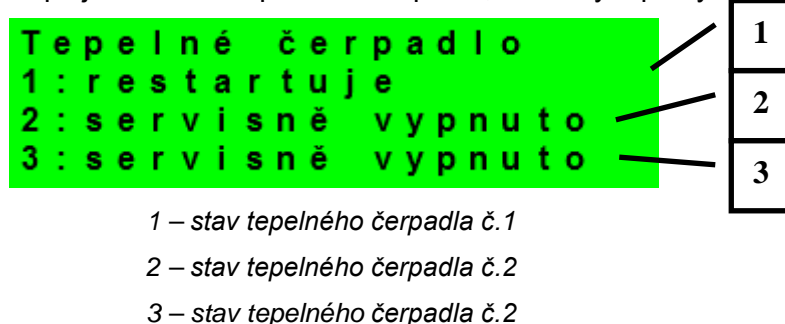 Tepelné čerpadlo
1:restartuje
2:servisně vypnuto
3:servisně vypnuto
1
2
3
1 – stav tepelného čerpadla č.1
2 – stav tepelného čerpadla č.2
3 – stav tepelného čerpadla č.2